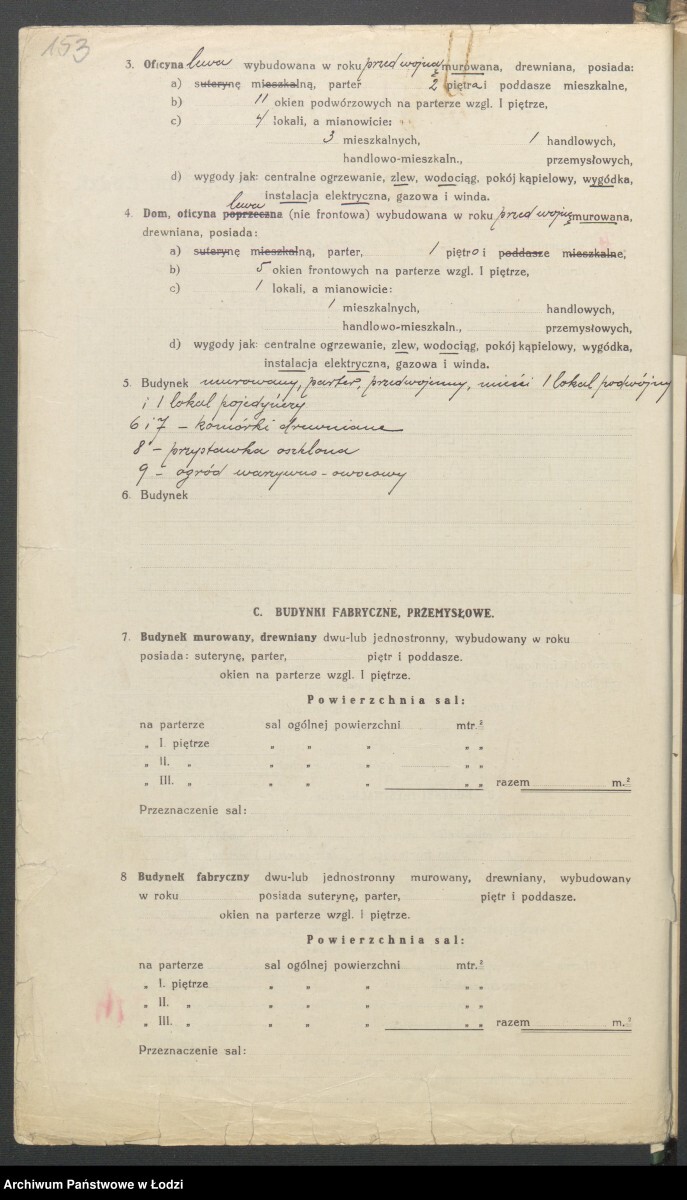 153
3. Oficyna lewa wybudowana w roku przed wojną murowana, drewniana, posiada:
a) suterynę mieszkalną, parter 2 piętra i poddasze mieszkalne,
b) 11 okien podwórzowych na parterze wzgl. I piętrze,
c) 4 lokali, a mianowicie:
3 mieszkalnych, 1 handlowych,
handlowo-mieszkaln., przemysłowych,
d) wygody jak: centralne ogrzewanie, zlew, wodociąg, pokój kąpielowy, wygódka,
instalacja elektryczna, gazowa i winda.
lewa
4. Dom, oficyna poprzeczna (nie frontowa) wybudowana w roku przed wojną murowana,
drewniana, posiada:
a) suterynę mieszkalną, parter, 1 piętro i poddasze mieszkalne,
b) 5 okien frontowych na parterze wzgl. I piętrze,
c) 1 lokali, a mianowicie:
1 mieszkalnych, handlowych,
handlowo-mieszkaln., przemysłowych,
d) wygody jak: centralne ogrzewanie, zlew, wodociąg, pokój kąpielowy, wygódka,
instalacja elektryczna, gazowa i winda.
5. Budynek murowany, parter, przedwojenny, mieści 1 lokal podwójny
i 1 lokal pojedyńczy
6 i 7 – komórki drewniane
8 – przystawka oszklona
9 – ogród warzywno-owocowy
6. Budynek
C. BUDYNKI FABRYCZNE, PRZEMYSŁOWE.
7. Budynek murowany, drewniany dwu-lub jednostronny, wybudowany w roku
posiada: suterynę, parter, piętr i poddasze.
okien na parterze wzgl. I piętrze.
Powierzchnia sal:
na parterze sal ogólnej powierzchni mtr.²
„ I. piętrze „ „ „ „ „
„ II. „ „ „ „ „ „
„ III. „ „ „ „ „ „ razem m.²
Przeznaczenie sal:
8 Budynek fabryczny dwu-lub jednostronny murowany, drewniany, wybudowany
w roku posiada suterynę, parter, piętr i poddasze.
okien na parterze wzgl. I piętrze.
Powierzchnia sal:
na parterze sal ogólnej powierzchni mtr.²
„ I. piętrze „ „ „ „ „
„ II. „ „ „ „ „ „
„ III. „ „ „ „ „ „ razem m.²
Przeznaczenie sal:
Archiwum Państwowe w Łodzi